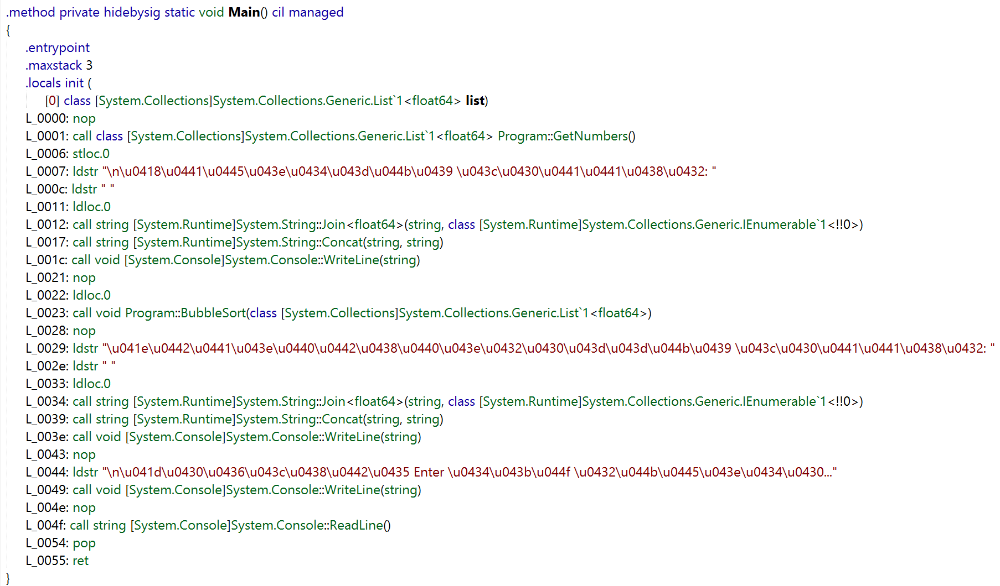 .method private hidebysig static void Main() cil managed
{
.entrypoint
.maxstack 3
.locals init (
[0] class [System.Collections]System.Collections.Generic.List`1<float64> list)
L_0000: nop
L_0001: call class [System.Collections]System.Collections.Generic.List`1<float64> Program::GetNumbers()
L_0006: stloc.0
L_0007: ldstr "\n\u0418\u0441\u0445\u043e\u0434\u043d\u044b\u0439 \u043c\u0430\u0441\u0441\u0438\u0432: "
L_000c: ldstr " "
L_0011: ldloc.0
L_0012: call string [System.Runtime]System.String::Join<float64>(string, class [System.Runtime]System.Collections.Generic.IEnumerable`1<!!0>)
L_0017: call string [System.Runtime]System.String::Concat(string, string)
L_001c: call void [System.Console]System.Console::WriteLine(string)
L_0021: nop
L_0022: ldloc.0
L_0023: call void Program::BubbleSort(class [System.Collections]System.Collections.Generic.List`1<float64>)
L_0028: nop
L_0029: ldstr "\u041e\u0442\u0441\u043e\u0440\u0442\u0438\u0440\u043e\u0432\u0430\u043d\u043d\u044b\u0439 \u043c\u0430\u0441\u0441\u0438\u0432: "
L_002e: ldstr " "
L_0033: ldloc.0
L_0034: call string [System.Runtime]System.String::Join<float64>(string, class [System.Runtime]System.Collections.Generic.IEnumerable`1<!!0>)
L_0039: call string [System.Runtime]System.String::Concat(string, string)
L_003e: call void [System.Console]System.Console::WriteLine(string)
L_0043: nop
L_0044: ldstr "\n\u041d\u0430\u0436\u043c\u0438\u0442\u0435 Enter \u0434\u043b\u044f \u0432\u044b\u0445\u043e\u0434\u0430..."
L_0049: call void [System.Console]System.Console::WriteLine(string)
L_004e: nop
L_004f: call string [System.Console]System.Console::ReadLine()
L_0054: pop
L_0055: ret
}